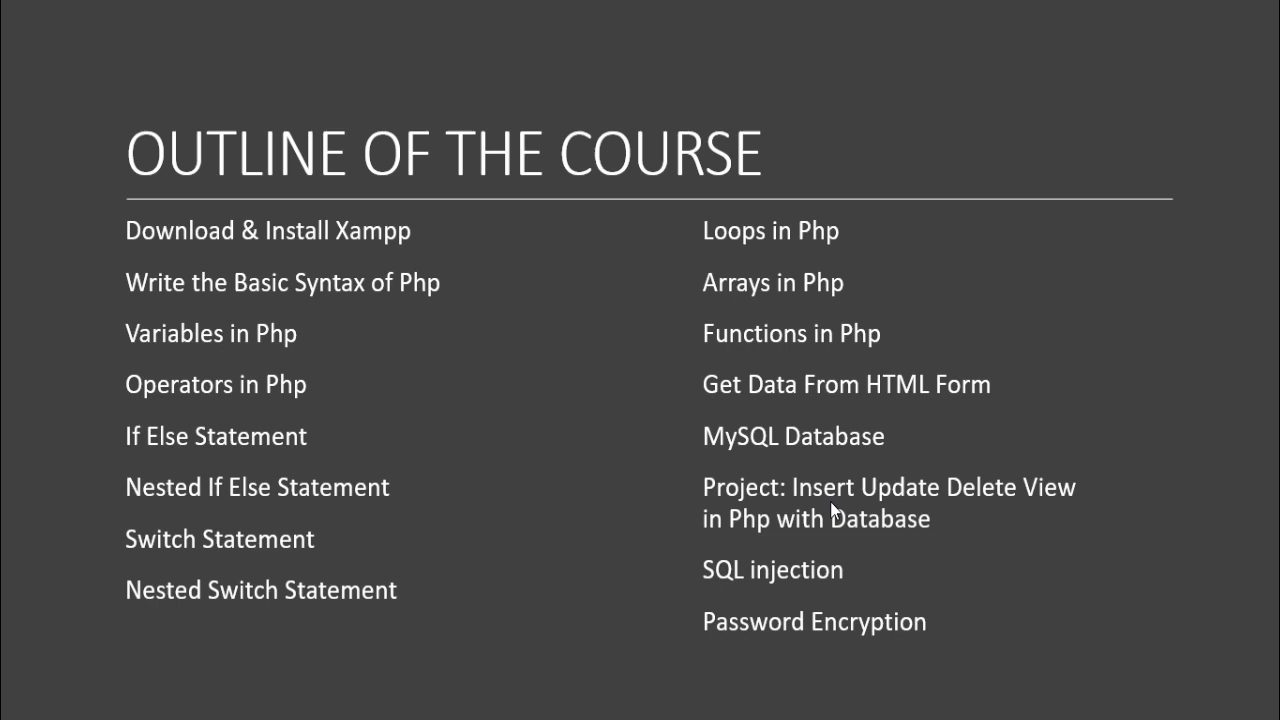 OUTLINE OF THE COURSE
Download & Install Xampp
Write the Basic Syntax of Php
Variables in Php
Operators in Php
If Else Statement
Nested If Else Statement
Switch Statement
Nested Switch Statement
Loops in Php
Arrays in Php
Functions in Php
Get Data From HTML Form
MySQL Database
Project: Insert Update Delete View
in Php with Database
SQL injection
Password Encryption